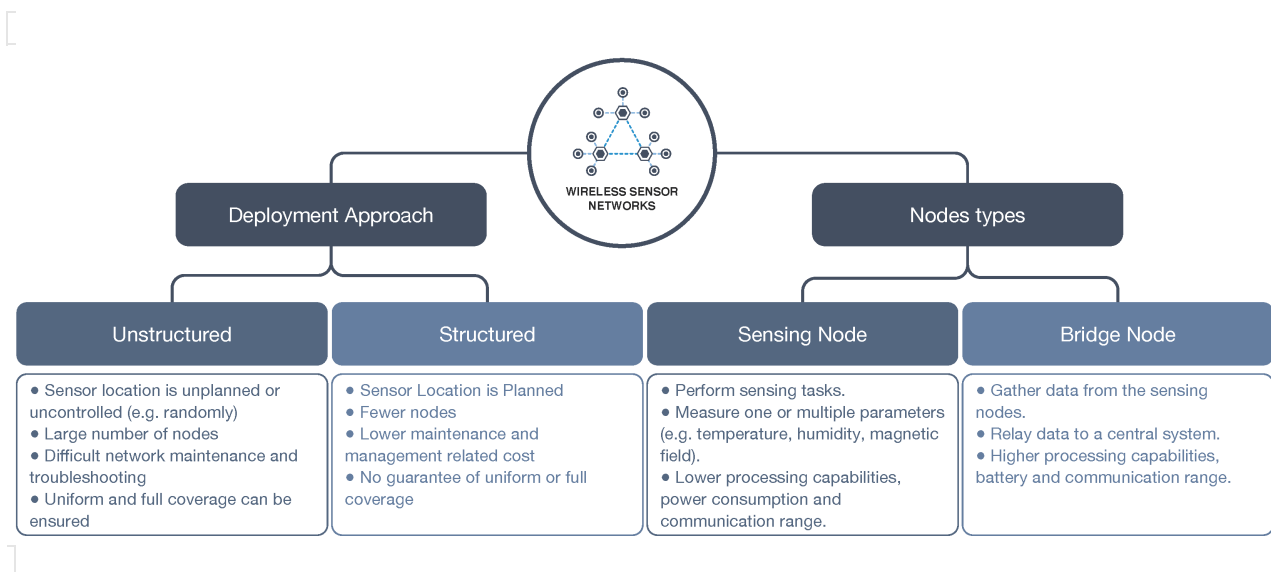 WIRELESS SENSOR
NETWORKS
Deployment Approach
Nodes types
Unstructured
Structured
Sensing Node
Bridge Node
● Sensor location is unplanned or
uncontrolled (e.g. randomly)
● Large number of nodes
● Difficult network maintenance and
troubleshooting
● Uniform and full coverage can be
ensured
● Sensor Location is Planned
● Fewer nodes
● Lower maintenance and
management related cost
● No guarantee of uniform or full
coverage
● Perform sensing tasks.
● Measure one or multiple parameters
(e.g. temperature, humidity, magnetic
field).
● Lower processing capabilities,
power consumption and
communication range.
● Gather data from the sensing
nodes.
● Relay data to a central system.
● Higher processing capabilities,
battery and communication range.